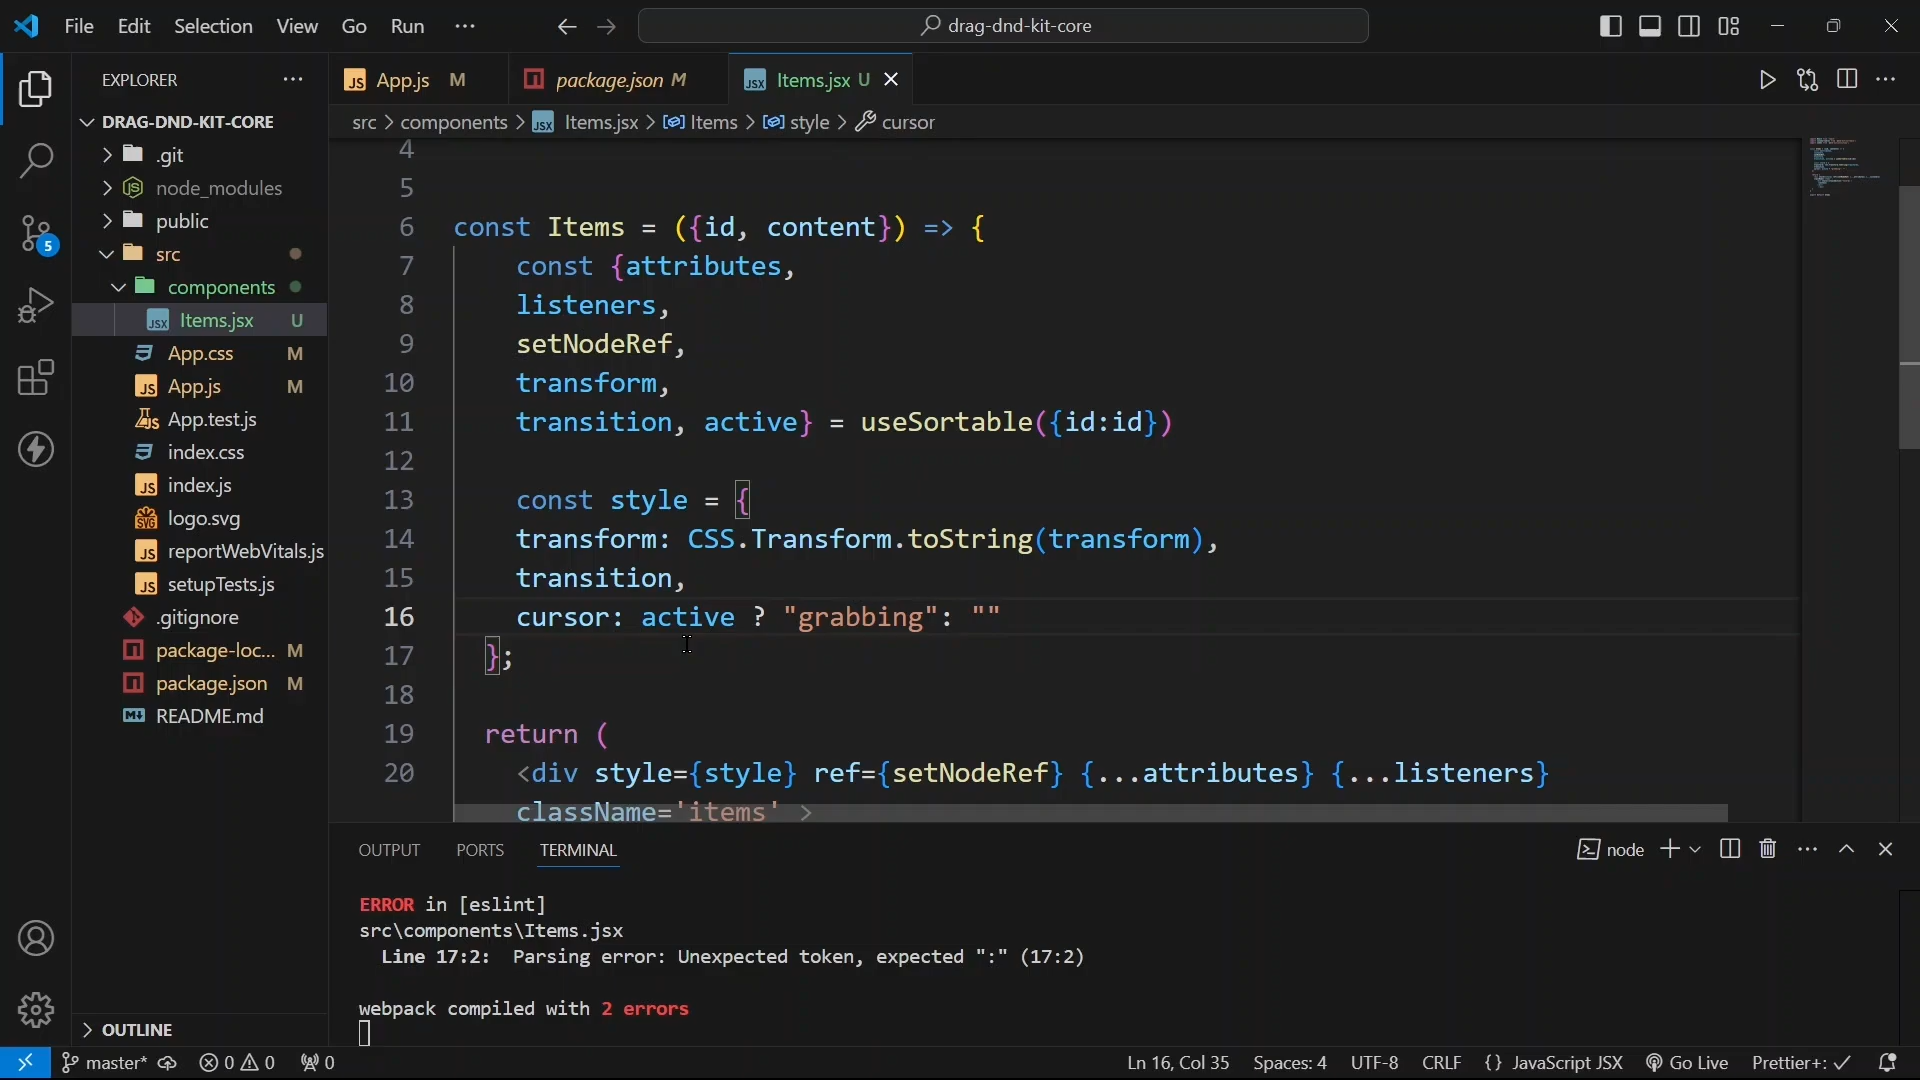 File Edit Selection View Go Run ···
drag-dnd-kit-core
EXPLORER
DRAG-DND-KIT-CORE
.git
node_modules
public
src
components
Items.jsx U
App.css M
App.js M
App.test.js
index.css
index.js
logo.svg
reportWebVitals.js
setupTests.js
.gitignore
package-loc... M
package.json M
README.md
OUTLINE
5
App.js M
package.json M
Items.jsx U
src > components > Items.jsx > Items > style > cursor
4
5
6 const Items = ({id, content}) => {
7 const {attributes,
8 listeners,
9 setNodeRef,
10 transform,
11 transition, active} = useSortable({id:id})
12
13 const style = {
14 transform: CSS.Transform.toString(transform),
15 transition,
16 cursor: active ? "grabbing": ""
17 };
18
19 return (
20 <div style={style} ref={setNodeRef} {...attributes} {...listeners}
className='items' >
OUTPUT PORTS TERMINAL
node
ERROR in [eslint]
src\components\Items.jsx
Line 17:2: Parsing error: Unexpected token, expected ":" (17:2)
webpack compiled with 2 errors
master* 0 0 0
Ln 16, Col 35 Spaces: 4 UTF-8 CRLF {} JavaScript JSX Go Live Prettier+: ✓